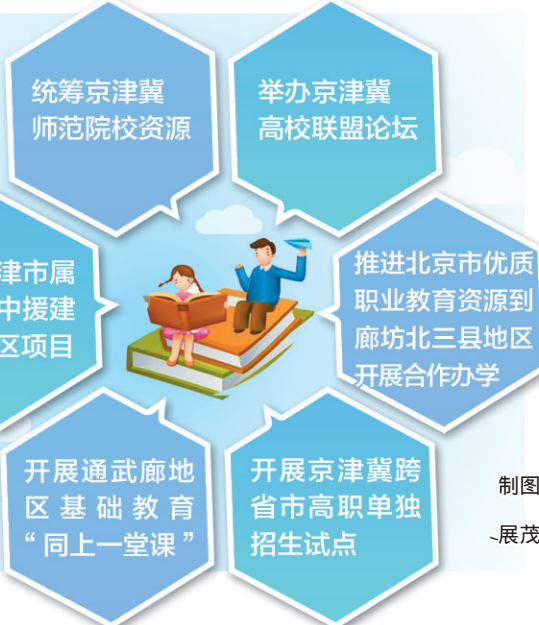 统筹京津冀
师范院校资源
举办京津冀
高校联盟论坛
津市属
中援建
区项目
推进北京市优质
职业教育资源到
廊坊北三县地区
开展合作办学
开展通武廊地
区基础教育
“同上一堂课”
开展京津冀跨
省市高职单独
招生试点
制图
展茂